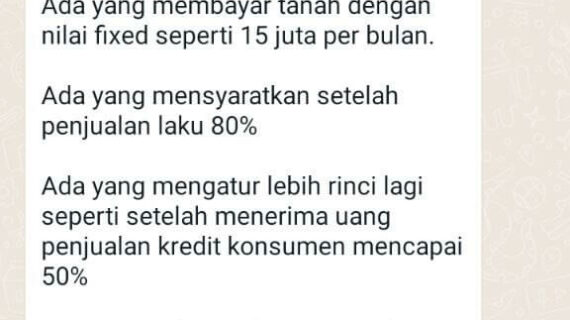 Ada yang membayar tanah dengan
nilai fixed seperti 15 juta per bulan.
Ada yang mensyaratkan setelah
penjualan laku 80%
Ada yang mengatur lebih rinci lagi
seperti setelah menerima uang
penjualan kredit konsumen mencapai
50%